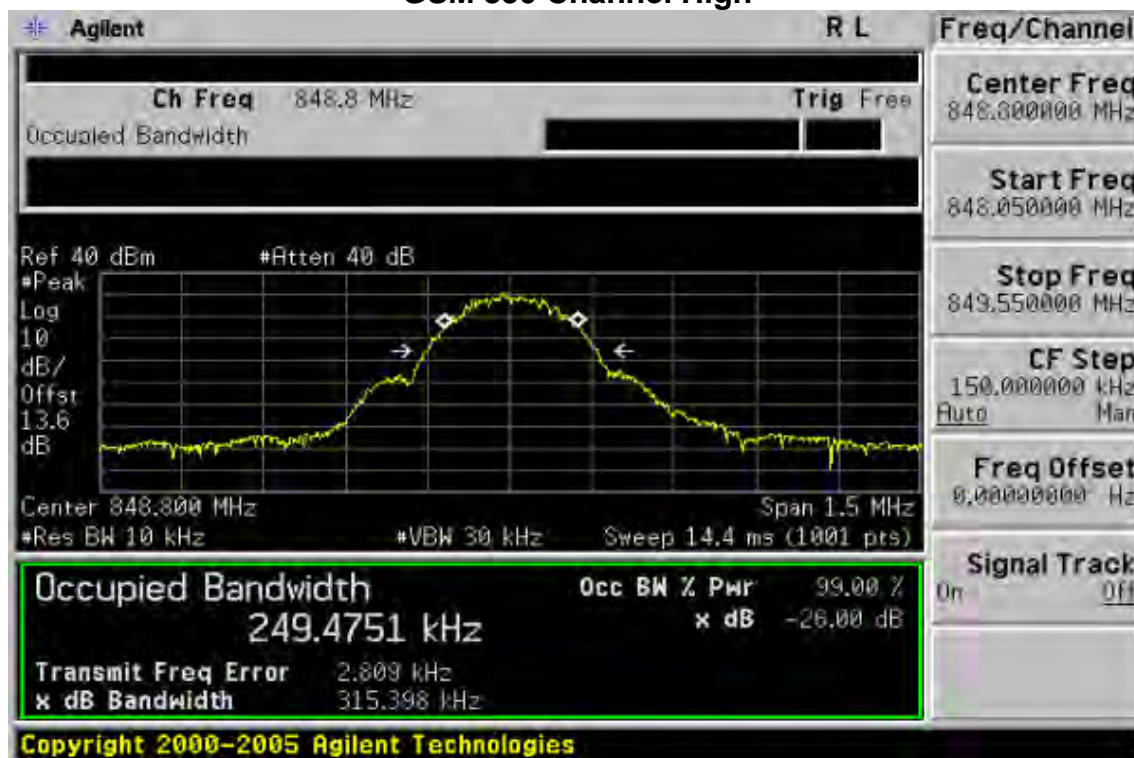 GSM 850 Channel High
Agilent
R L
Freq/Channel
Ch Freq 848.8 MHz
Trig Free
Occupied Bandwidth
Center Freq
848.800000 MHz
Start Freq
848.050000 MHz
Stop Freq
849.550000 MHz
CF Step
150.000000 kHz
Auto Man
Freq Offset
0.00000000 Hz
Signal Track
On Off
Ref 40 dBm
#Atten 40 dB
#Peak
Log
10
dB/
Offst
13.6
dB
Center 848.800 MHz
Span 1.5 MHz
#Res BW 10 kHz
#VBW 30 kHz
Sweep 14.4 ms (1001 pts)
Occupied Bandwidth
249.4751 kHz
Occ BW % Pwr 99.00 %
x dB -26.00 dB
Transmit Freq Error 2.809 kHz
x dB Bandwidth 315.398 kHz
Copyright 2000-2005 Agilent Technologies